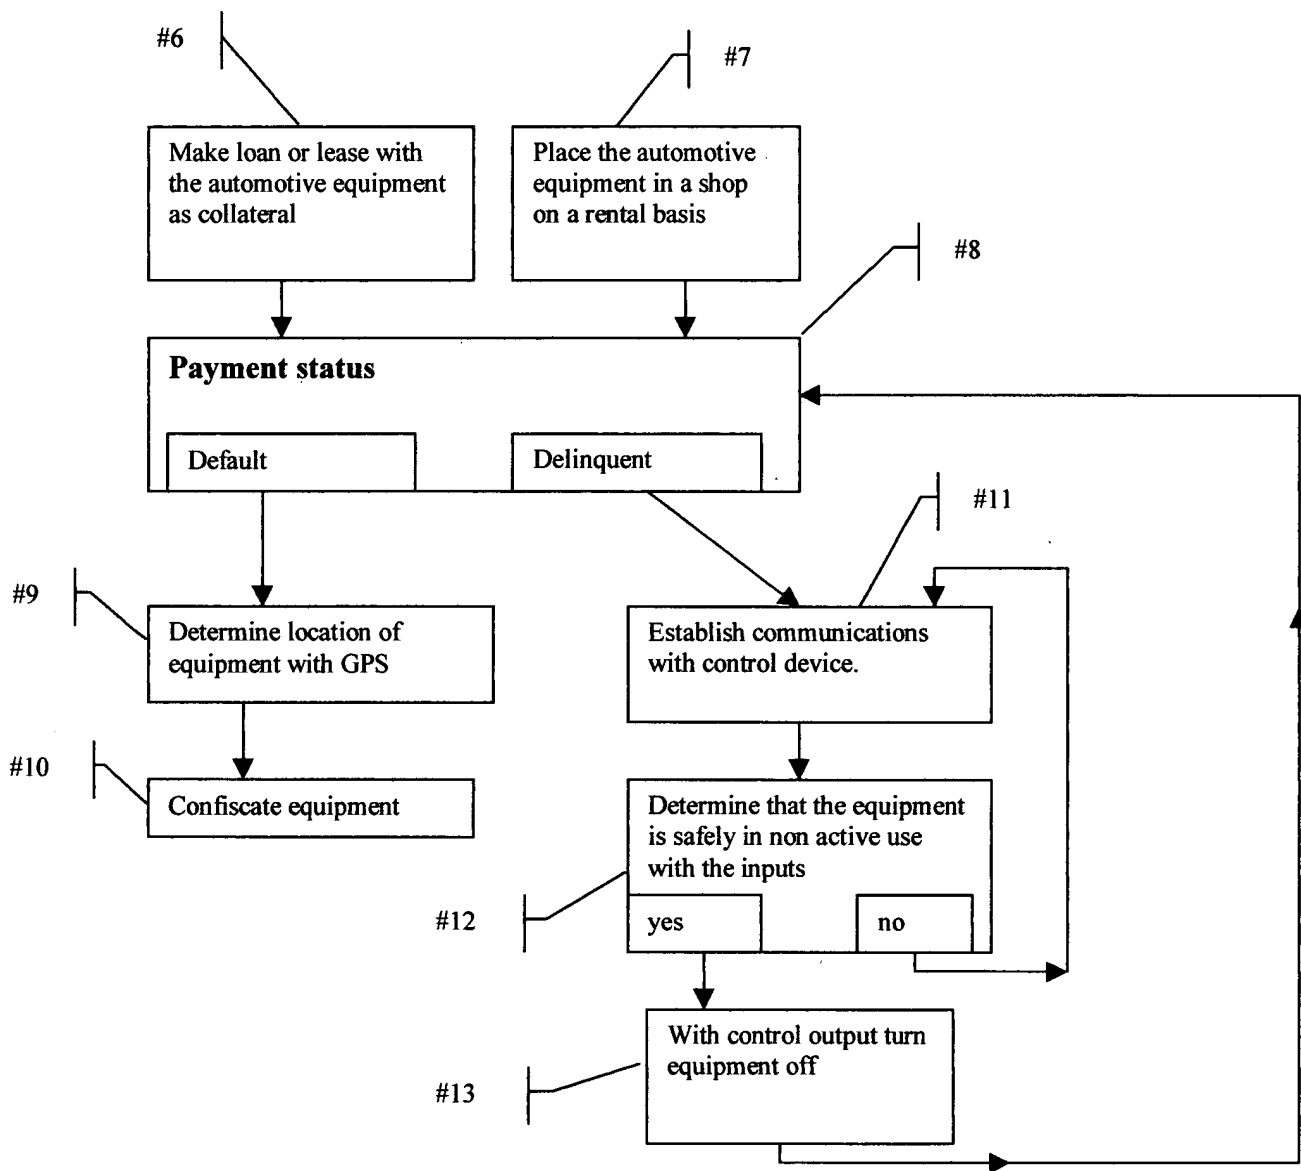 #6
#7
Make loan or lease with
the automotive equipment
as collateral
Place the automotive
equipment in a shop
on a rental basis
#8
Payment status
Default
Delinquent
#11
#9
Determine location of
equipment with GPS
Establish communications
with control device.
#10
Confiscate equipment
Determine that the equipment
is safely in non active use
with the inputs
#12
yes
no
With control output turn
equipment off
#13